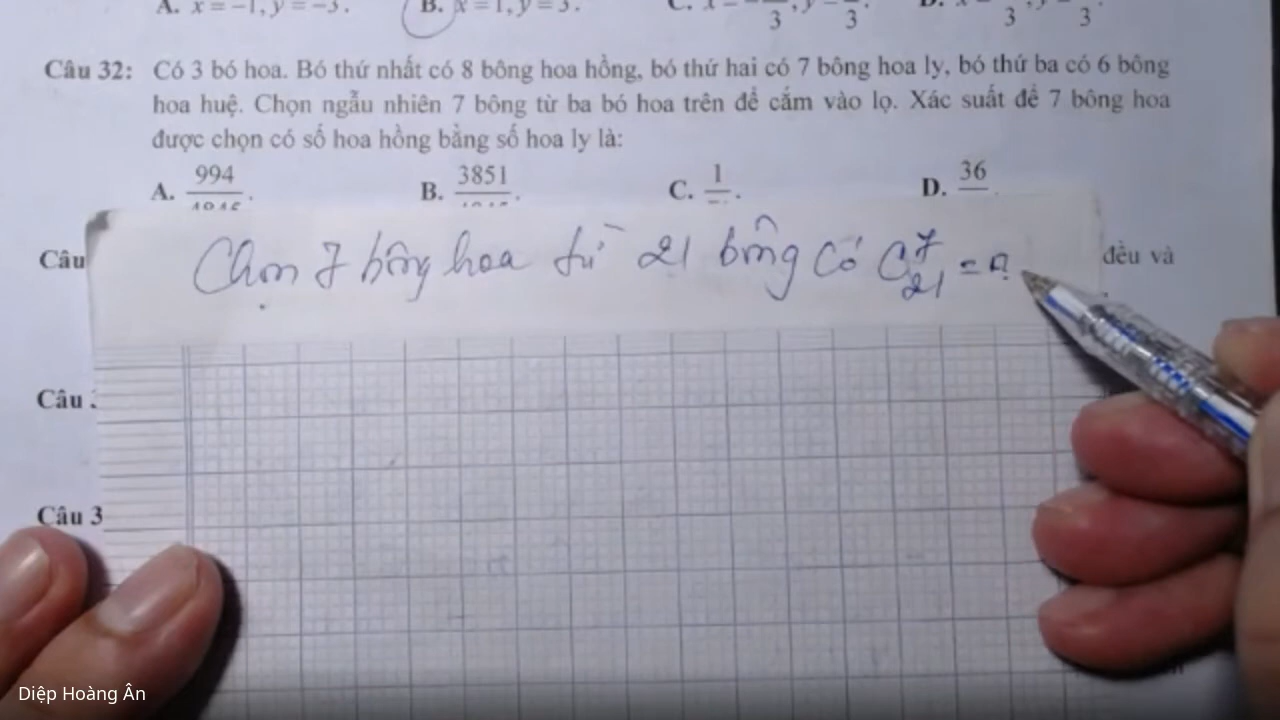 A. x = −1, y = −3. B. x = 1, y = 3. C. 3 3 D. 3 3
Câu 32: Có 3 bó hoa. Bó thứ nhất có 8 bông hoa hồng, bó thứ hai có 7 bông hoa ly, bó thứ ba có 6 bông
hoa huệ. Chọn ngẫu nhiên 7 bông từ ba bó hoa trên để cắm vào lọ. Xác suất để 7 bông hoa
được chọn có số hoa hồng bằng số hoa ly là:
A. 994 B. 3851 C. 1 D. 36
Câu đều và
Chọn 7 bông hoa từ 21 bông có C⁷₂₁ =
Câu
Câu 3
Diệp Hoàng Ân